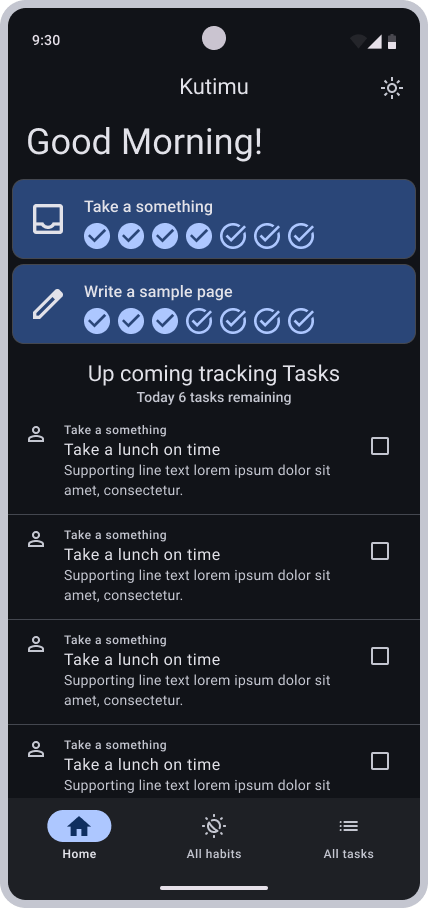 9:30
Kutimu
Good Morning!
Take a something
Write a sample page
Up coming tracking Tasks
Today 6 tasks remaining
Take a something
Take a lunch on time
Supporting line text lorem ipsum dolor sit
amet, consectetur.
Take a something
Take a lunch on time
Supporting line text lorem ipsum dolor sit
amet, consectetur.
Take a something
Take a lunch on time
Supporting line text lorem ipsum dolor sit
amet, consectetur.
Take a something
Take a lunch on time
Supporting line text lorem ipsum dolor sit
Home
All habits
All tasks